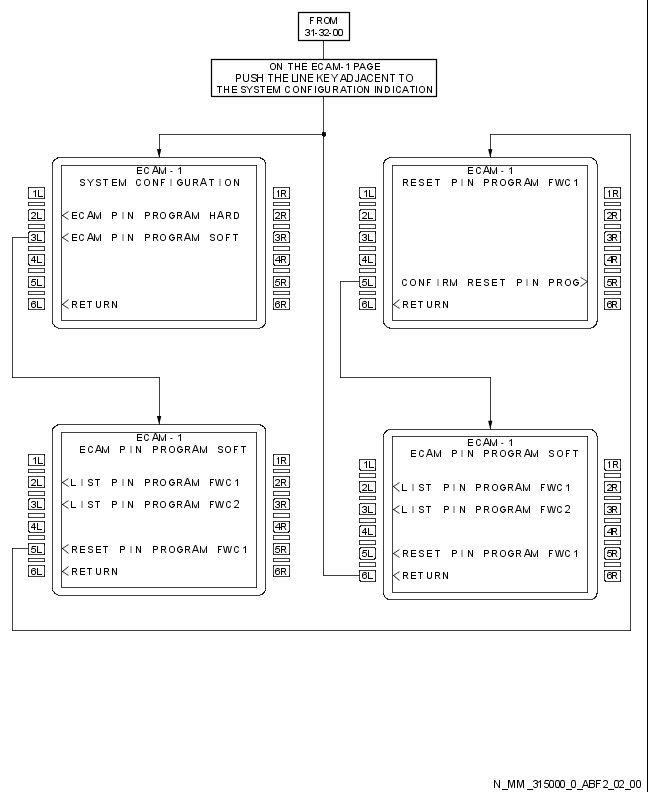 FROM
31-32-00
ON THE ECAM-1 PAGE
PUSH THE LINE KEY ADJACENT TO
THE SYSTEM CONFIGURATION INDICATION
ECAM-1
SYSTEM CONFIGURATION
1L 1R
2L <ECAM PIN PROGRAM HARD 2R
3L <ECAM PIN PROGRAM SOFT 3R
4L 4R
5L 5R
6L <RETURN 6R
ECAM-1
RESET PIN PROGRAM FWC1
1L 1R
2L 2R
3L 3R
4L 4R
5L CONFIRM RESET PIN PROG> 5R
6L <RETURN 6R
ECAM-1
ECAM PIN PROGRAM SOFT
1L 1R
2L <LIST PIN PROGRAM FWC1 2R
3L <LIST PIN PROGRAM FWC2 3R
4L 4R
5L <RESET PIN PROGRAM FWC1 5R
6L <RETURN 6R
ECAM-1
ECAM PIN PROGRAM SOFT
1L 1R
2L <LIST PIN PROGRAM FWC1 2R
3L <LIST PIN PROGRAM FWC2 3R
4L 4R
5L <RESET PIN PROGRAM FWC1 5R
6L <RETURN 6R
N_MM_315000_0_ABF2_02_00